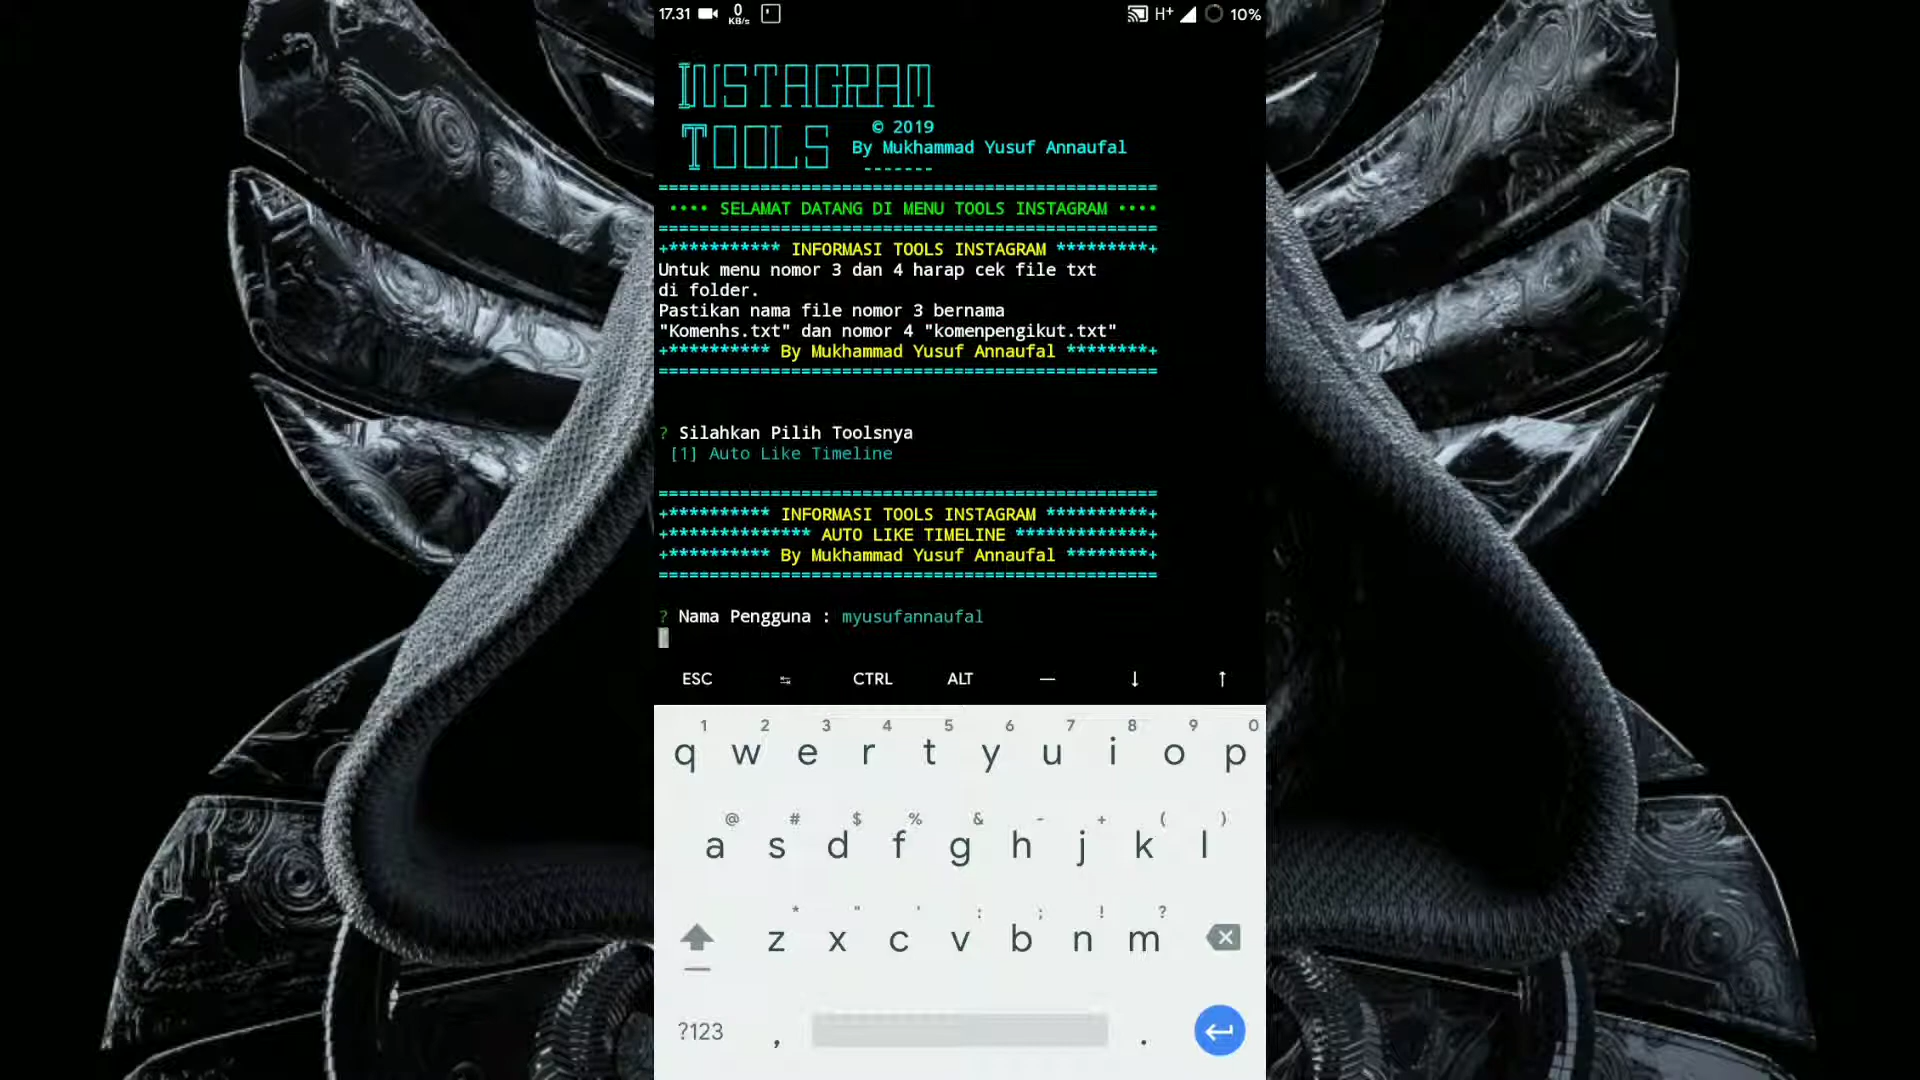 17.31 0 KB/s H+ 10%
INSTAGRAM
TOOLS
© 2019
By Mukhammad Yusuf Annaufal
-------
=================================================
•••• SELAMAT DATANG DI MENU TOOLS INSTAGRAM ••••
=================================================
+*********** INFORMASI TOOLS INSTAGRAM *********+
Untuk menu nomor 3 dan 4 harap cek file txt
di folder.
Pastikan nama file nomor 3 bernama
"Komenhs.txt" dan nomor 4 "komenpengikut.txt"
+********** By Mukhammad Yusuf Annaufal ********+
=================================================
? Silahkan Pilih Toolsnya
[1] Auto Like Timeline
=================================================
+********** INFORMASI TOOLS INSTAGRAM **********+
+************** AUTO LIKE TIMELINE *************+
+********** By Mukhammad Yusuf Annaufal ********+
=================================================
? Nama Pengguna : myusufannaufal
ESC ↹ CTRL ALT — ↓ ↑
1 2 3 4 5 6 7 8 9 0
q w e r t y u i o p
@ # $ % & - + ( )
a s d f g h j k l
* " ' : ; ! ?
z x c v b n m
?123 , .